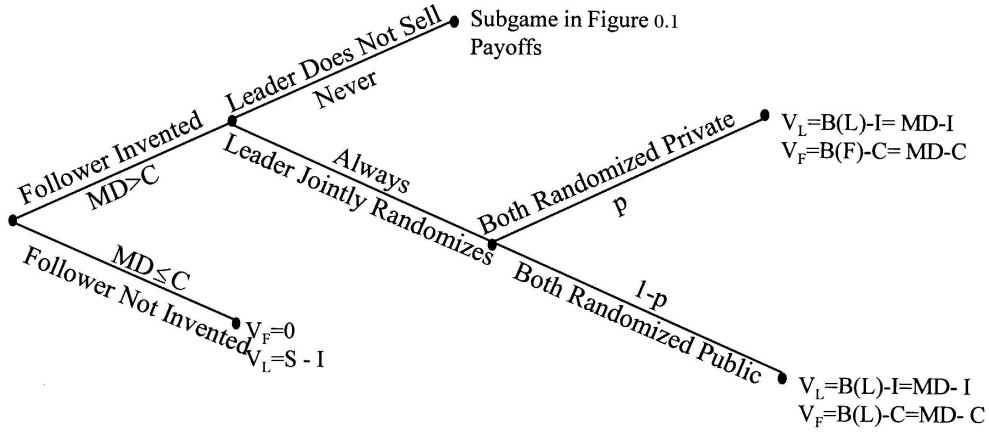 Leader Does Not Sell
Never
Subgame in Figure 0.1
Payoffs
Follower Invented
MD>C
Always
Leader Jointly Randomizes
Both Randomized Private
p
V_L=B(L)-I= MD-I
V_F=B(F)-C= MD-C
MD≤C
Follower Not Invented
V_F=0
V_L=S - I
1-p
Both Randomized Public
V_L=B(L)-I=MD- I
V_F=B(L)-C=MD- C